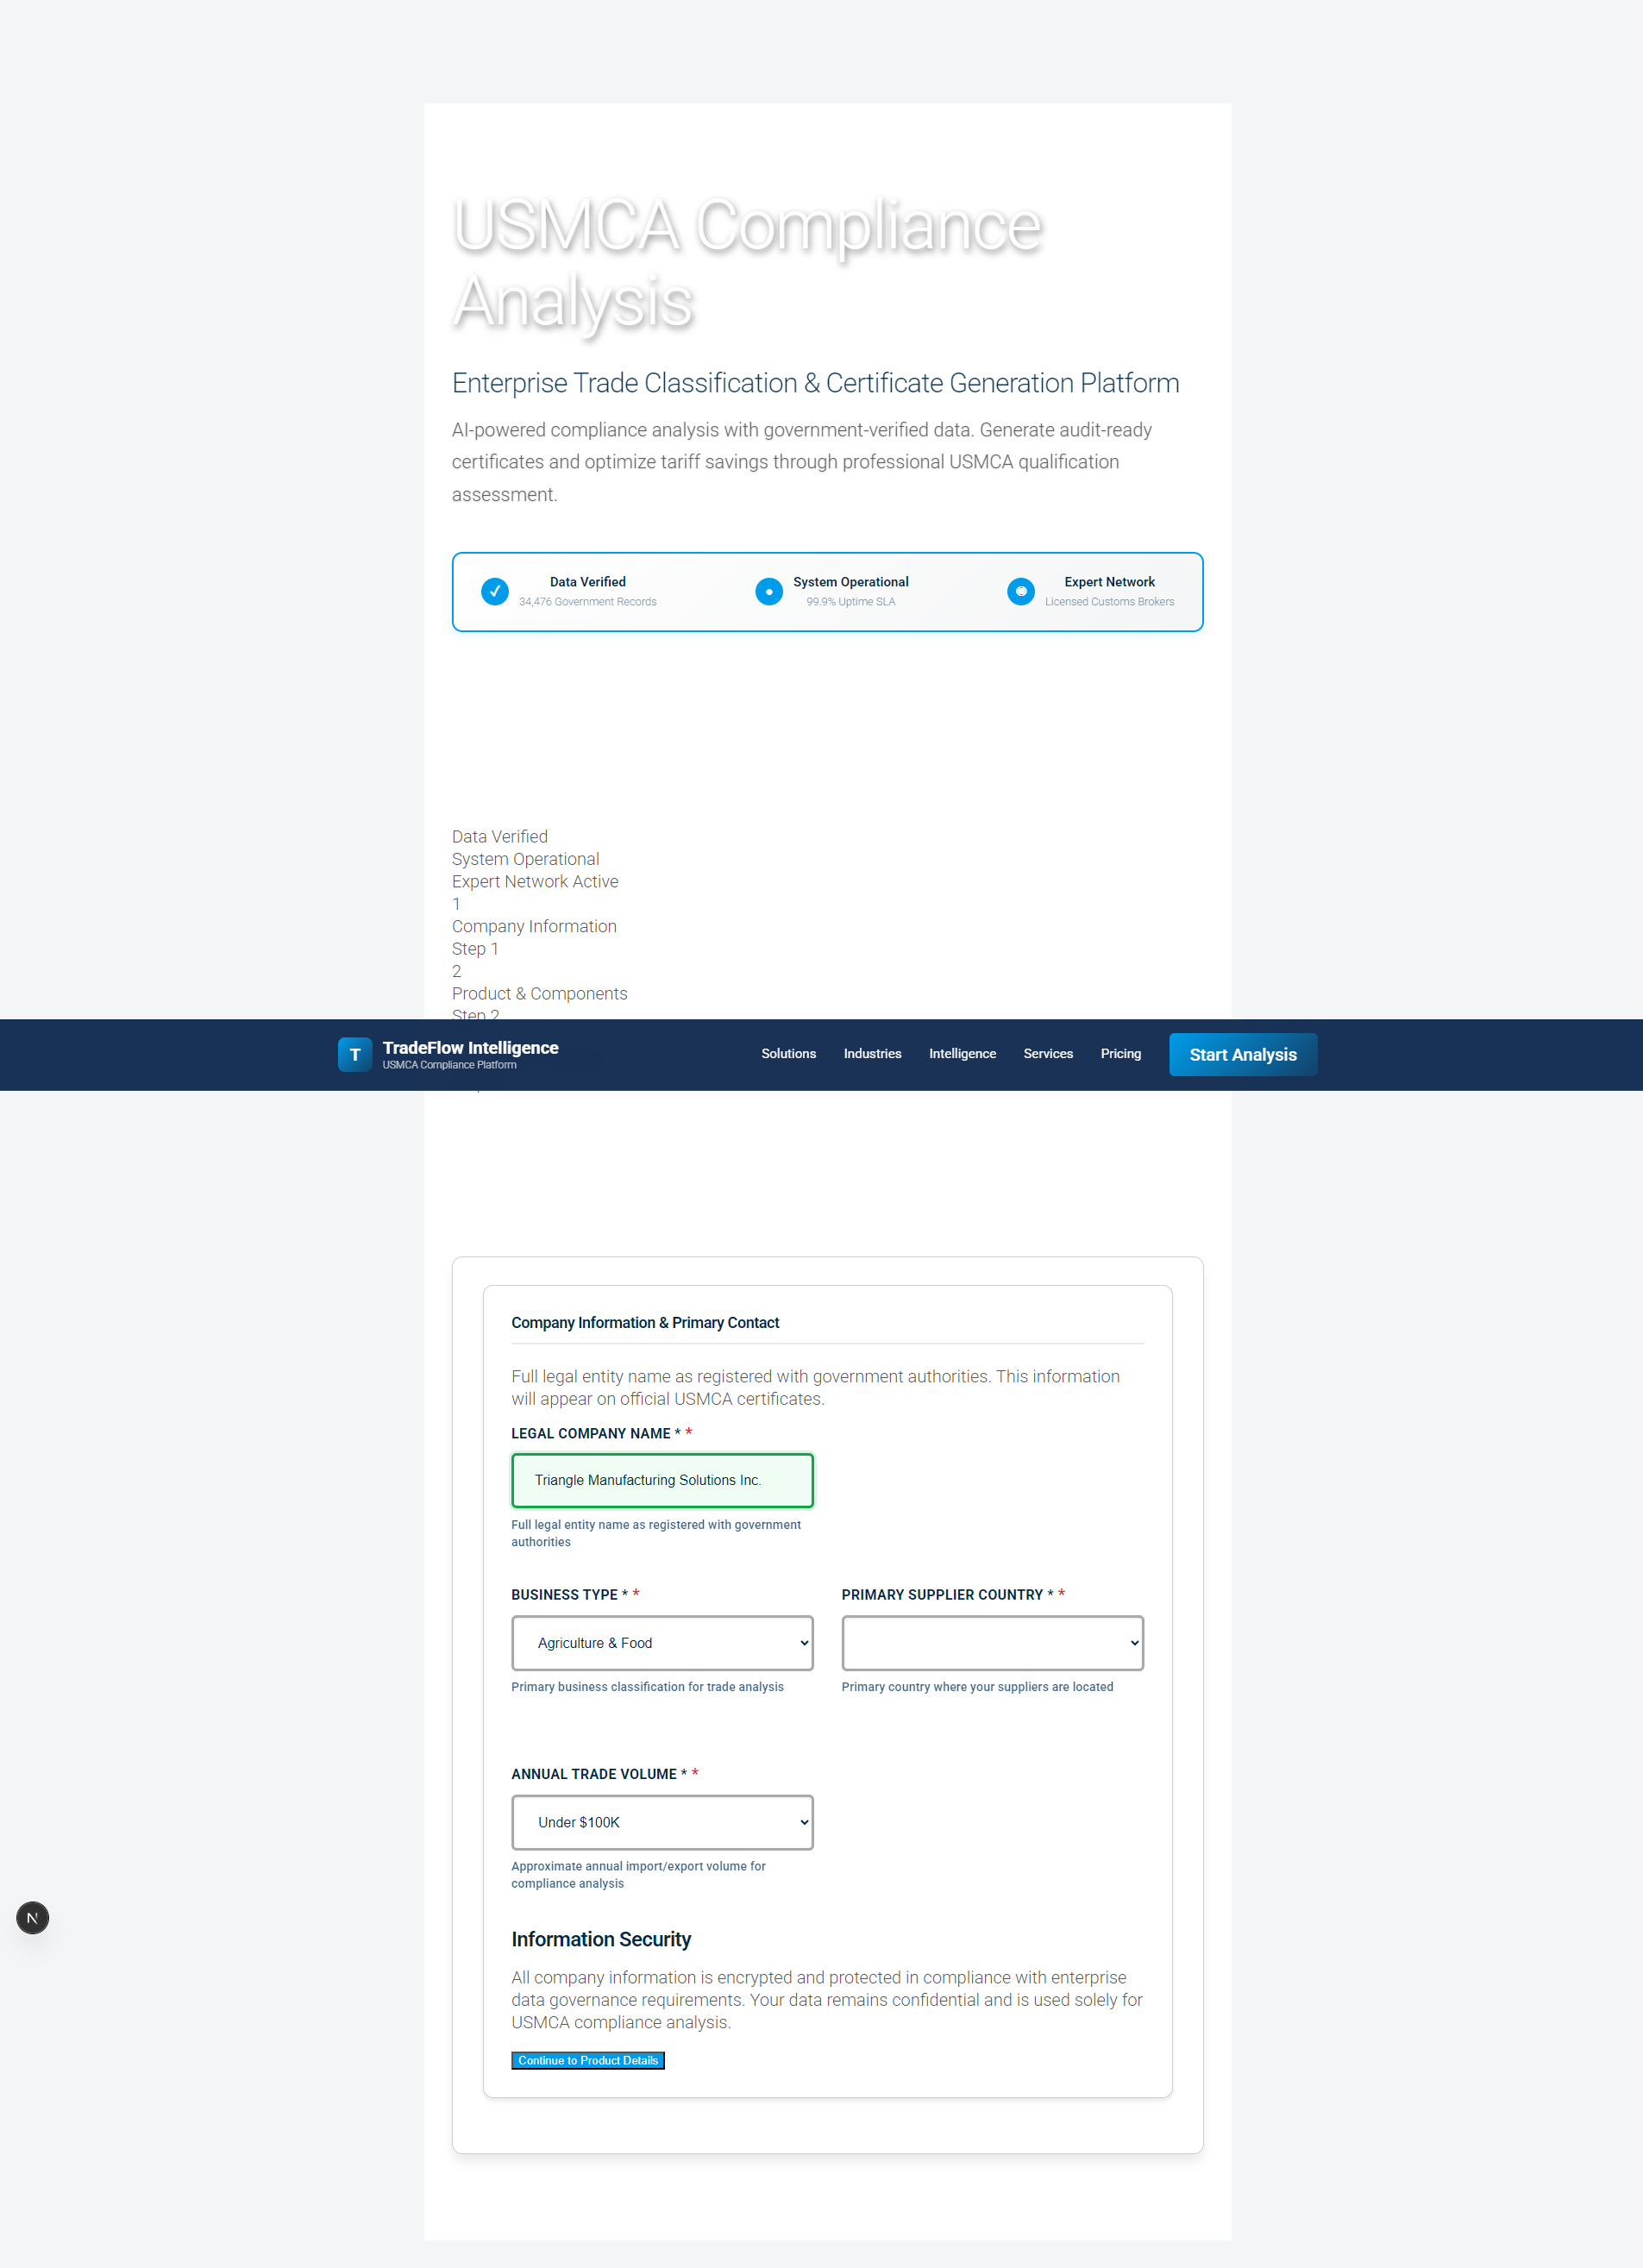 USMCA Compliance
Analysis
Enterprise Trade Classification & Certificate Generation Platform
AI-powered compliance analysis with government-verified data. Generate audit-ready
certificates and optimize tariff savings through professional USMCA qualification
assessment.
✓ Data Verified
34,476 Government Records
System Operational
99.9% Uptime SLA
Expert Network
Licensed Customs Brokers
Data Verified
System Operational
Expert Network Active
1
Company Information
Step 1
2
Product & Components
Step 2
T
TradeFlow Intelligence
USMCA Compliance Platform
Solutions
Industries
Intelligence
Services
Pricing
Start Analysis
Company Information & Primary Contact
Full legal entity name as registered with government authorities. This information
will appear on official USMCA certificates.
LEGAL COMPANY NAME * *
Triangle Manufacturing Solutions Inc.
Full legal entity name as registered with government
authorities
BUSINESS TYPE * *
Agriculture & Food
Primary business classification for trade analysis
PRIMARY SUPPLIER COUNTRY * *
Primary country where your suppliers are located
ANNUAL TRADE VOLUME * *
Under $100K
Approximate annual import/export volume for
compliance analysis
N
Information Security
All company information is encrypted and protected in compliance with enterprise
data governance requirements. Your data remains confidential and is used solely for
USMCA compliance analysis.
Continue to Product Details